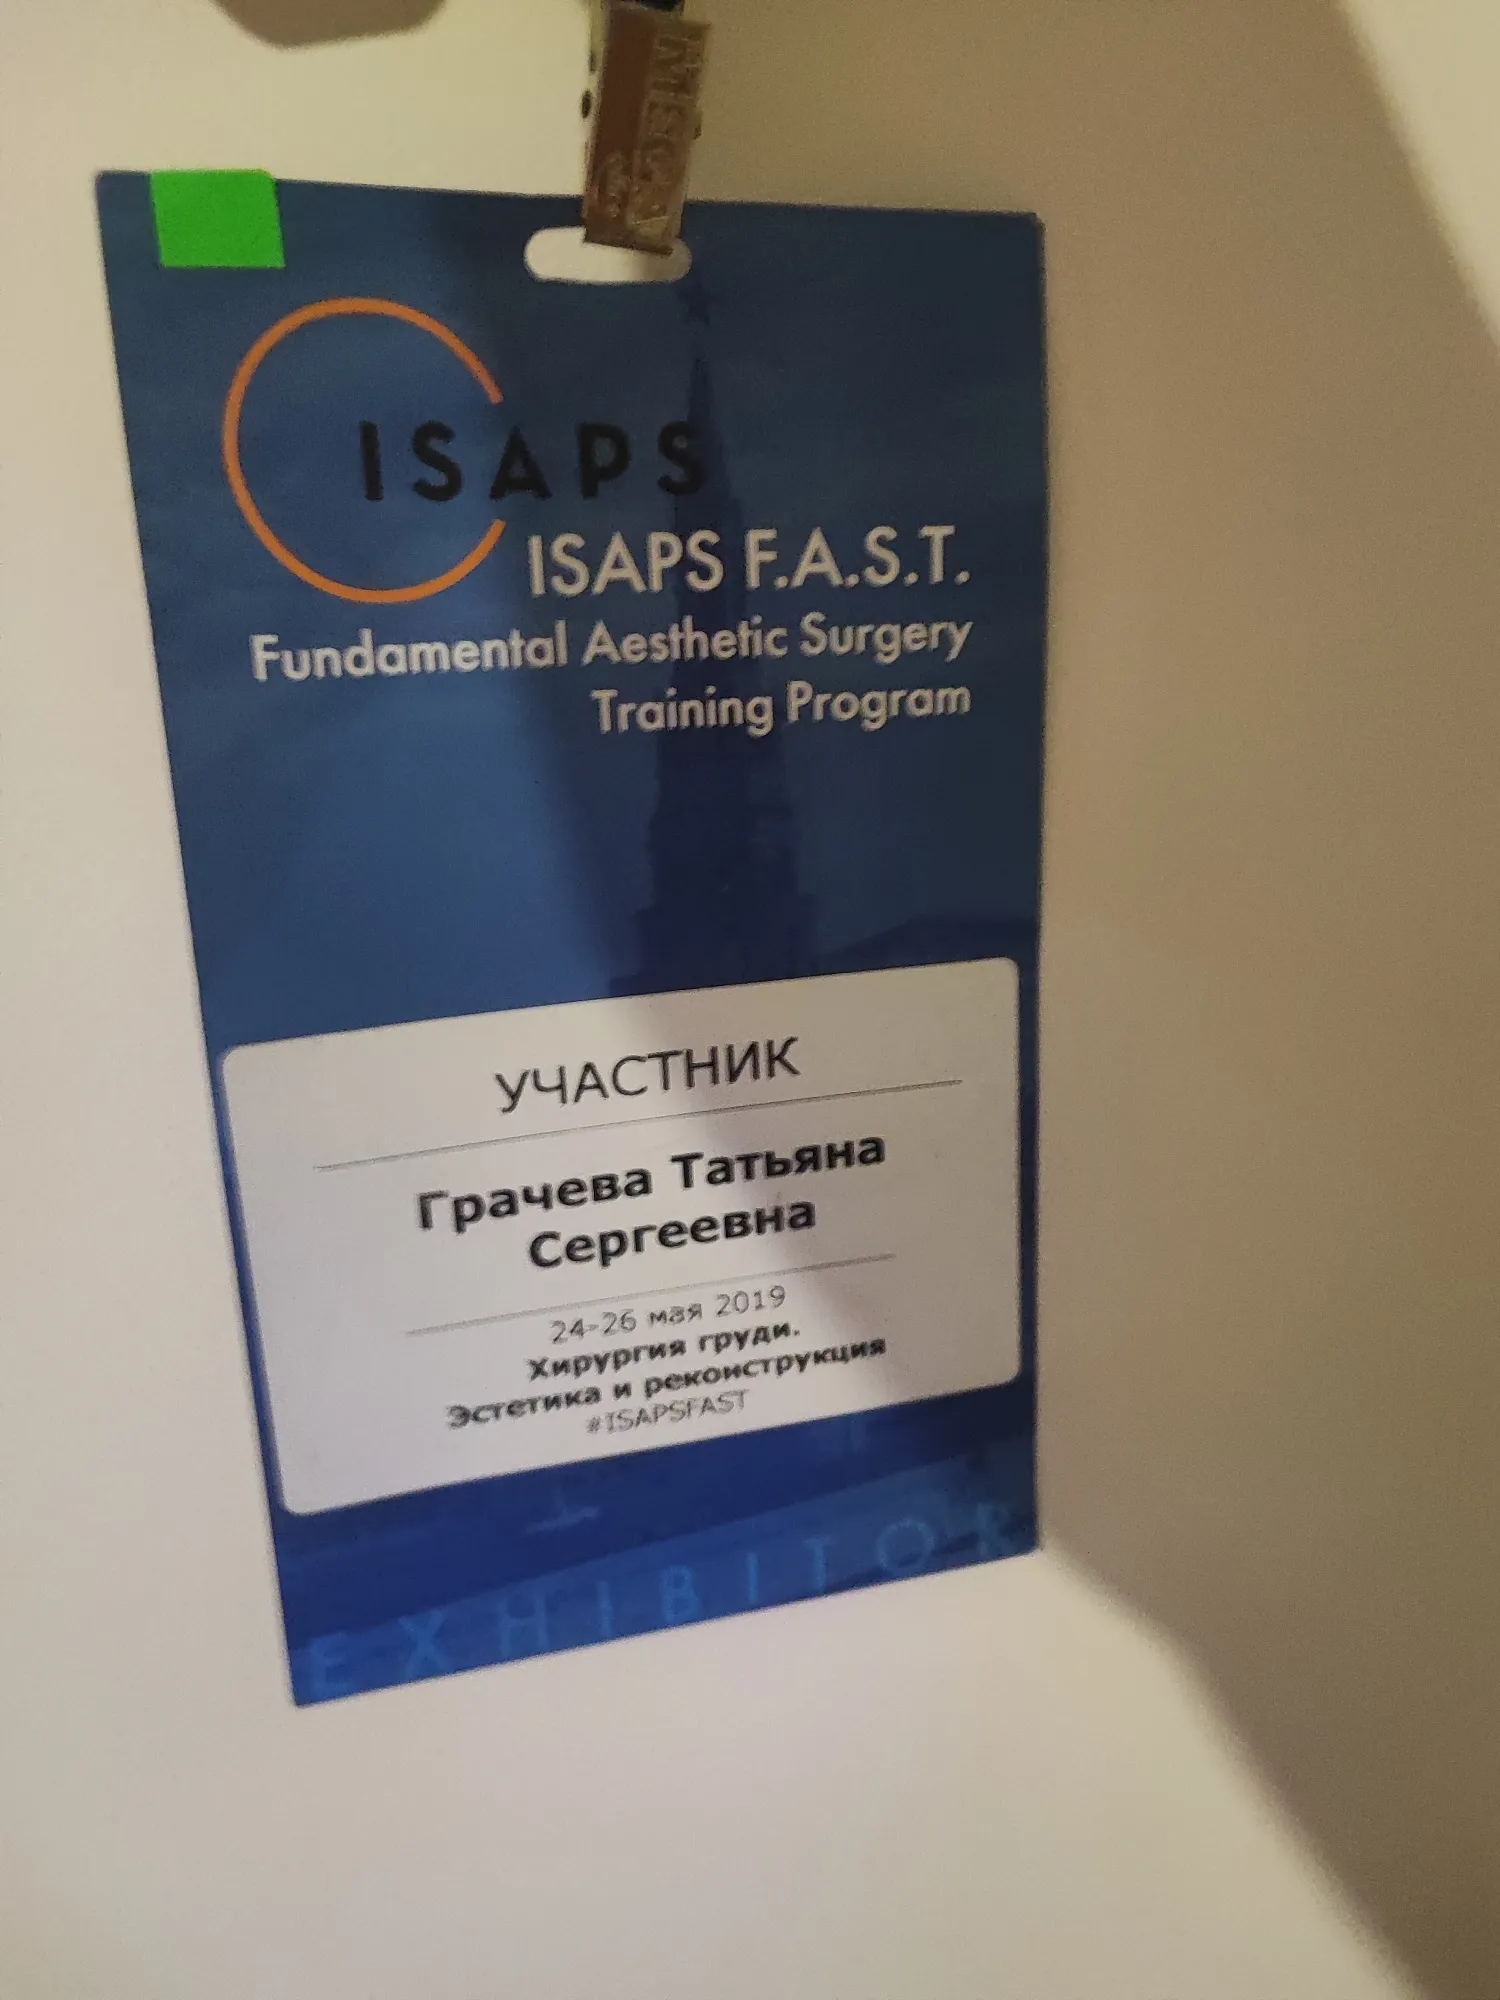 ISAPS
ISAPS F.A.S.T.
Fundamental Aesthetic Surgery
Training Program
УЧАСТНИК
Грачева Татьяна
Сергеевна
24-26 мая 2019
Хирургия груди.
Эстетика и реконструкция
#ISAPSFAST
EXHIBITOR